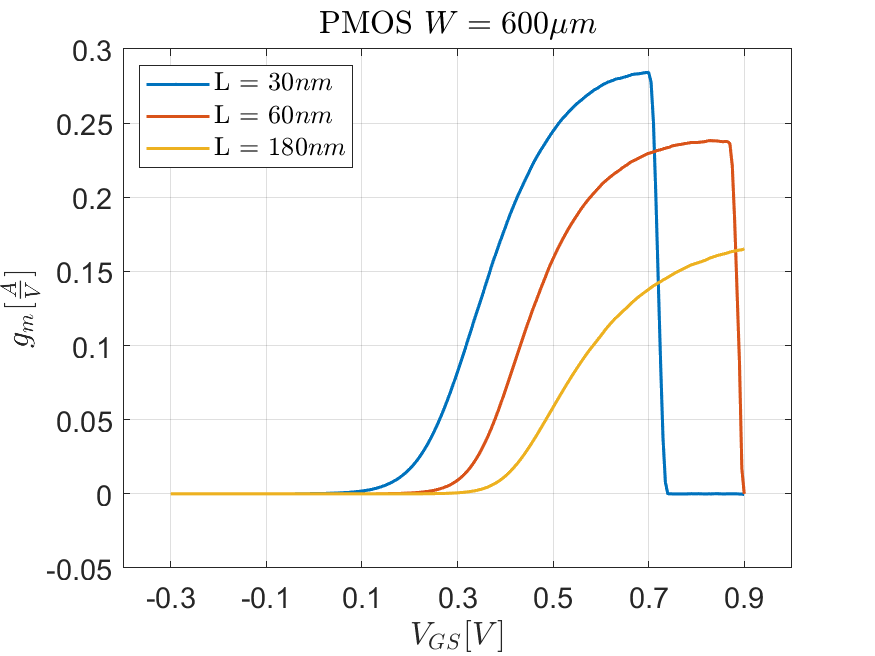 PMOS W = 600μm
L = 30nm
L = 60nm
L = 180nm
0.3
0.25
0.2
0.15
0.1
0.05
0
-0.05
g_m[A/V]
-0.3 -0.1 0.1 0.3 0.5 0.7 0.9
V_GS[V]